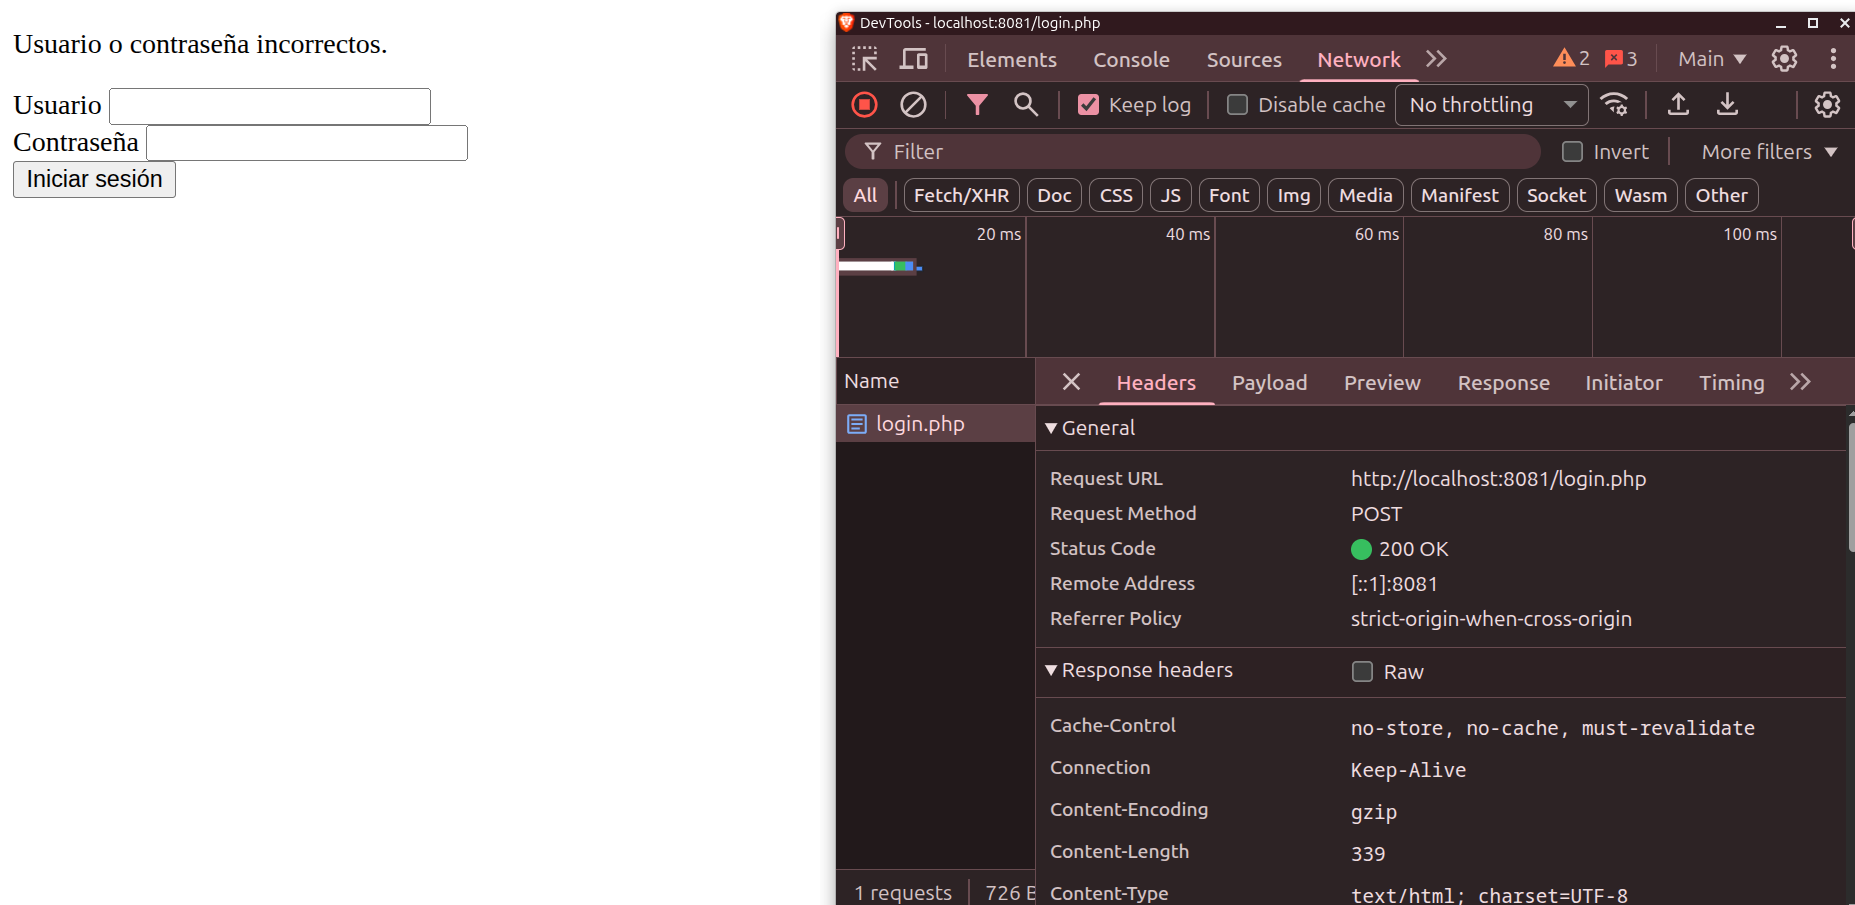 Usuario o contraseña incorrectos.
Usuario
Contraseña
Iniciar sesión
DevTools - localhost:8081/login.php
Elements Console Sources Network 2 3 Main
Keep log Disable cache No throttling
Filter Invert More filters
All Fetch/XHR Doc CSS JS Font Img Media Manifest Socket Wasm Other
20 ms 40 ms 60 ms 80 ms 100 ms
Name
login.php
1 requests 726 B
Headers Payload Preview Response Initiator Timing
General
Request URL http://localhost:8081/login.php
Request Method POST
Status Code 200 OK
Remote Address [::1]:8081
Referrer Policy strict-origin-when-cross-origin
Response headers Raw
Cache-Control no-store, no-cache, must-revalidate
Connection Keep-Alive
Content-Encoding gzip
Content-Length 339
Content-Type text/html; charset=UTF-8